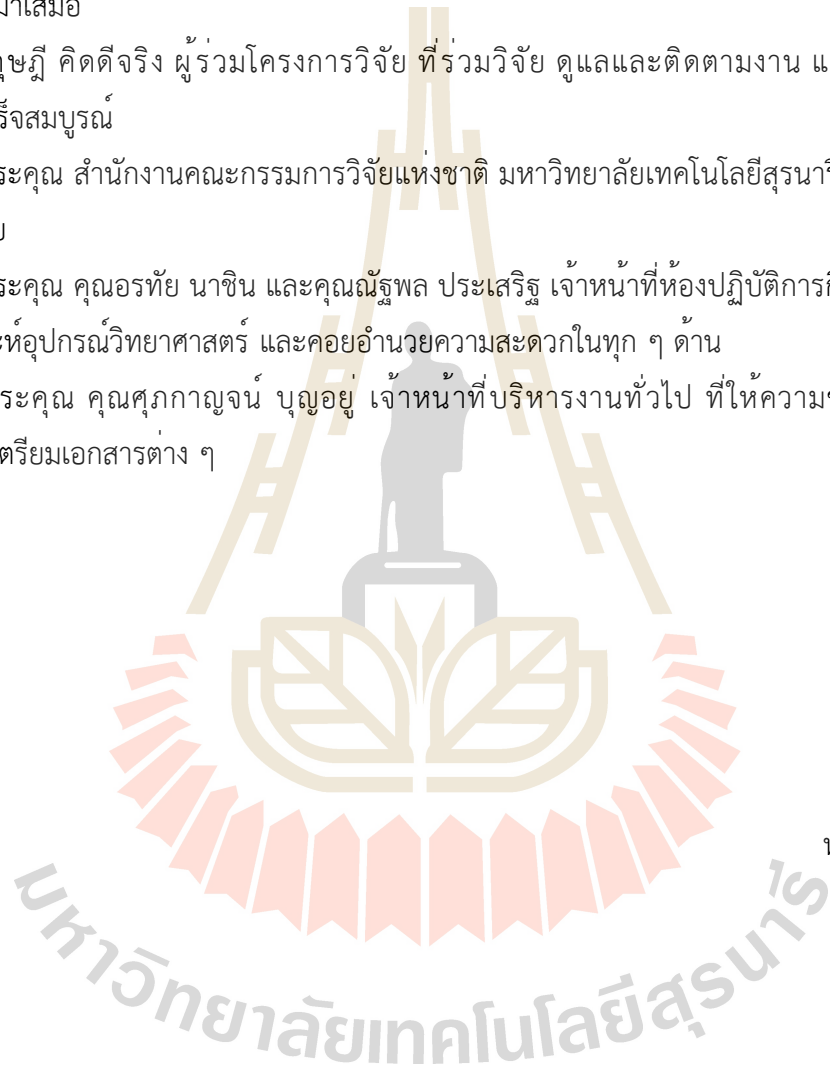 มาเสมอ
ุษฎี คิดดีจริง ผู้ร่วมโครงการวิจัย ที่ร่วมวิจัย ดูแลและติดตามงาน แ
ร็จสมบูรณ์
ระคุณ สำนักงานคณะกรรมการวิจัยแห่งชาติ มหาวิทยาลัยเทคโนโลยีสุรนารี
ย
ระคุณ คุณอรทัย นาชิน และคุณณัฐพล ประเสริฐ เจ้าหน้าที่ห้องปฏิบัติการ
ะห์อุปกรณ์วิทยาศาสตร์ และคอยอำนวยความสะดวกในทุก ๆ ด้าน
ระคุณ คุณศุภกาญจน์ บุญอยู่ เจ้าหน้าที่บริหารงานทั่วไป ที่ให้ความ
ตรียมเอกสารต่าง ๆ
มหาวิทยาลัยเทคโนโลยีสุรนารี